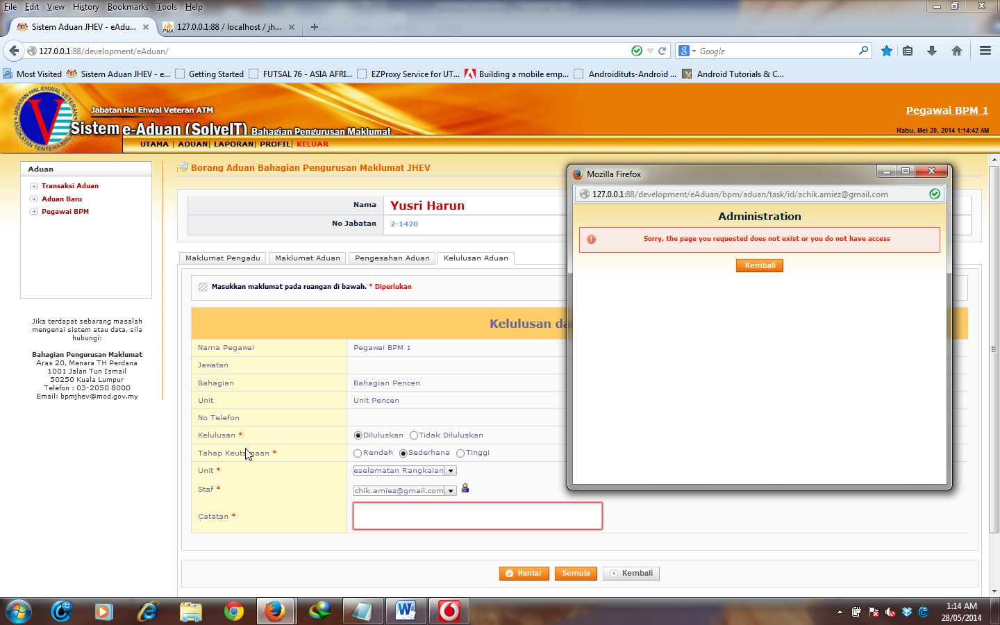 File Edit View History Bookmarks Tools Help
Sistem Aduan JHEV - eAdu...
127.0.0.1:88 / localhost / jh...
127.0.0.1:88/development/eAduan/
Google
Most Visited
Sistem Aduan JHEV - e...
Getting Started
FUTSAL 76 - ASIA AFRI...
EZProxy Service for UT...
Building a mobile emp...
Androidituts-Android ...
Android Tutorials & C...
JABATAN HAL EHWAL VETERAN
ANGKATAN TENTERA MALAYSIA
Jabatan Hal Ehwal Veteran ATM
Sistem e-Aduan (SolveIT) Bahagian Pengurusan Maklumat
Pegawai BPM 1
Rabu, Mei 28, 2014 1:14:42 AM
UTAMA | ADUAN| LAPORAN| PROFIL| KELUAR
Aduan
Transaksi Aduan
Aduan Baru
Pegawai BPM
Jika terdapat sebarang masalah
mengenai sistem atau data, sila
hubungi:
Bahagian Pengurusan Maklumat
Aras 20, Menara TH Perdana
1001 Jalan Tun Ismail
50250 Kuala Lumpur
Telefon : 03-2050 8000
Email: bpmjhev@mod.gov.my
Borang Aduan Bahagian Pengurusan Maklumat JHEV
Nama Yusri Harun
No Jabatan 2-1420
Maklumat Pengadu
Maklumat Aduan
Pengesahan Aduan
Kelulusan Aduan
Masukkan maklumat pada ruangan di bawah. * Diperlukan
Kelulusan da
Nama Pegawai Pegawai BPM 1
Jawatan
Bahagian Bahagian Pencen
Unit Unit Pencen
No Telefon
Kelulusan * Diluluskan Tidak Diluluskan
Tahap Keutamaan * Rendah Sederhana Tinggi
Unit * eselamatan Rangkaian
Staf * chik.amiez@gmail.com
Catatan *
Hantar Semula Kembali
Mozilla Firefox
127.0.0.1:88/development/eAduan/bpm/aduan/task/id/achik.amiez@gmail.com
Administration
Sorry, the page you requested does not exist or you do not have access
Kembali
1:14 AM
28/05/2014